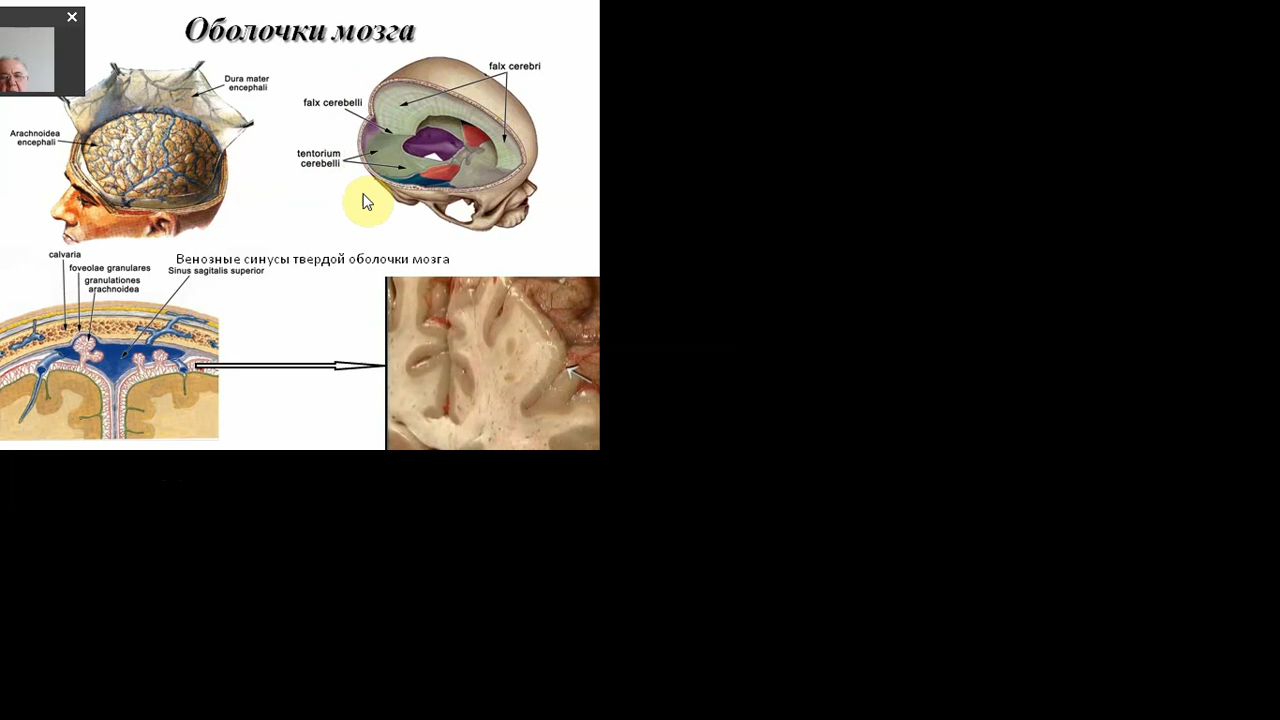 Оболочки мозга
Dura mater
encephali
Arachnoidea
encephali
falx cerebri
falx cerebelli
tentorium
cerebelli
Венозные синусы твердой оболочки мозга
calvaria
foveolae granulares
Sinus sagitalis superior
granulationes
arachnoidea